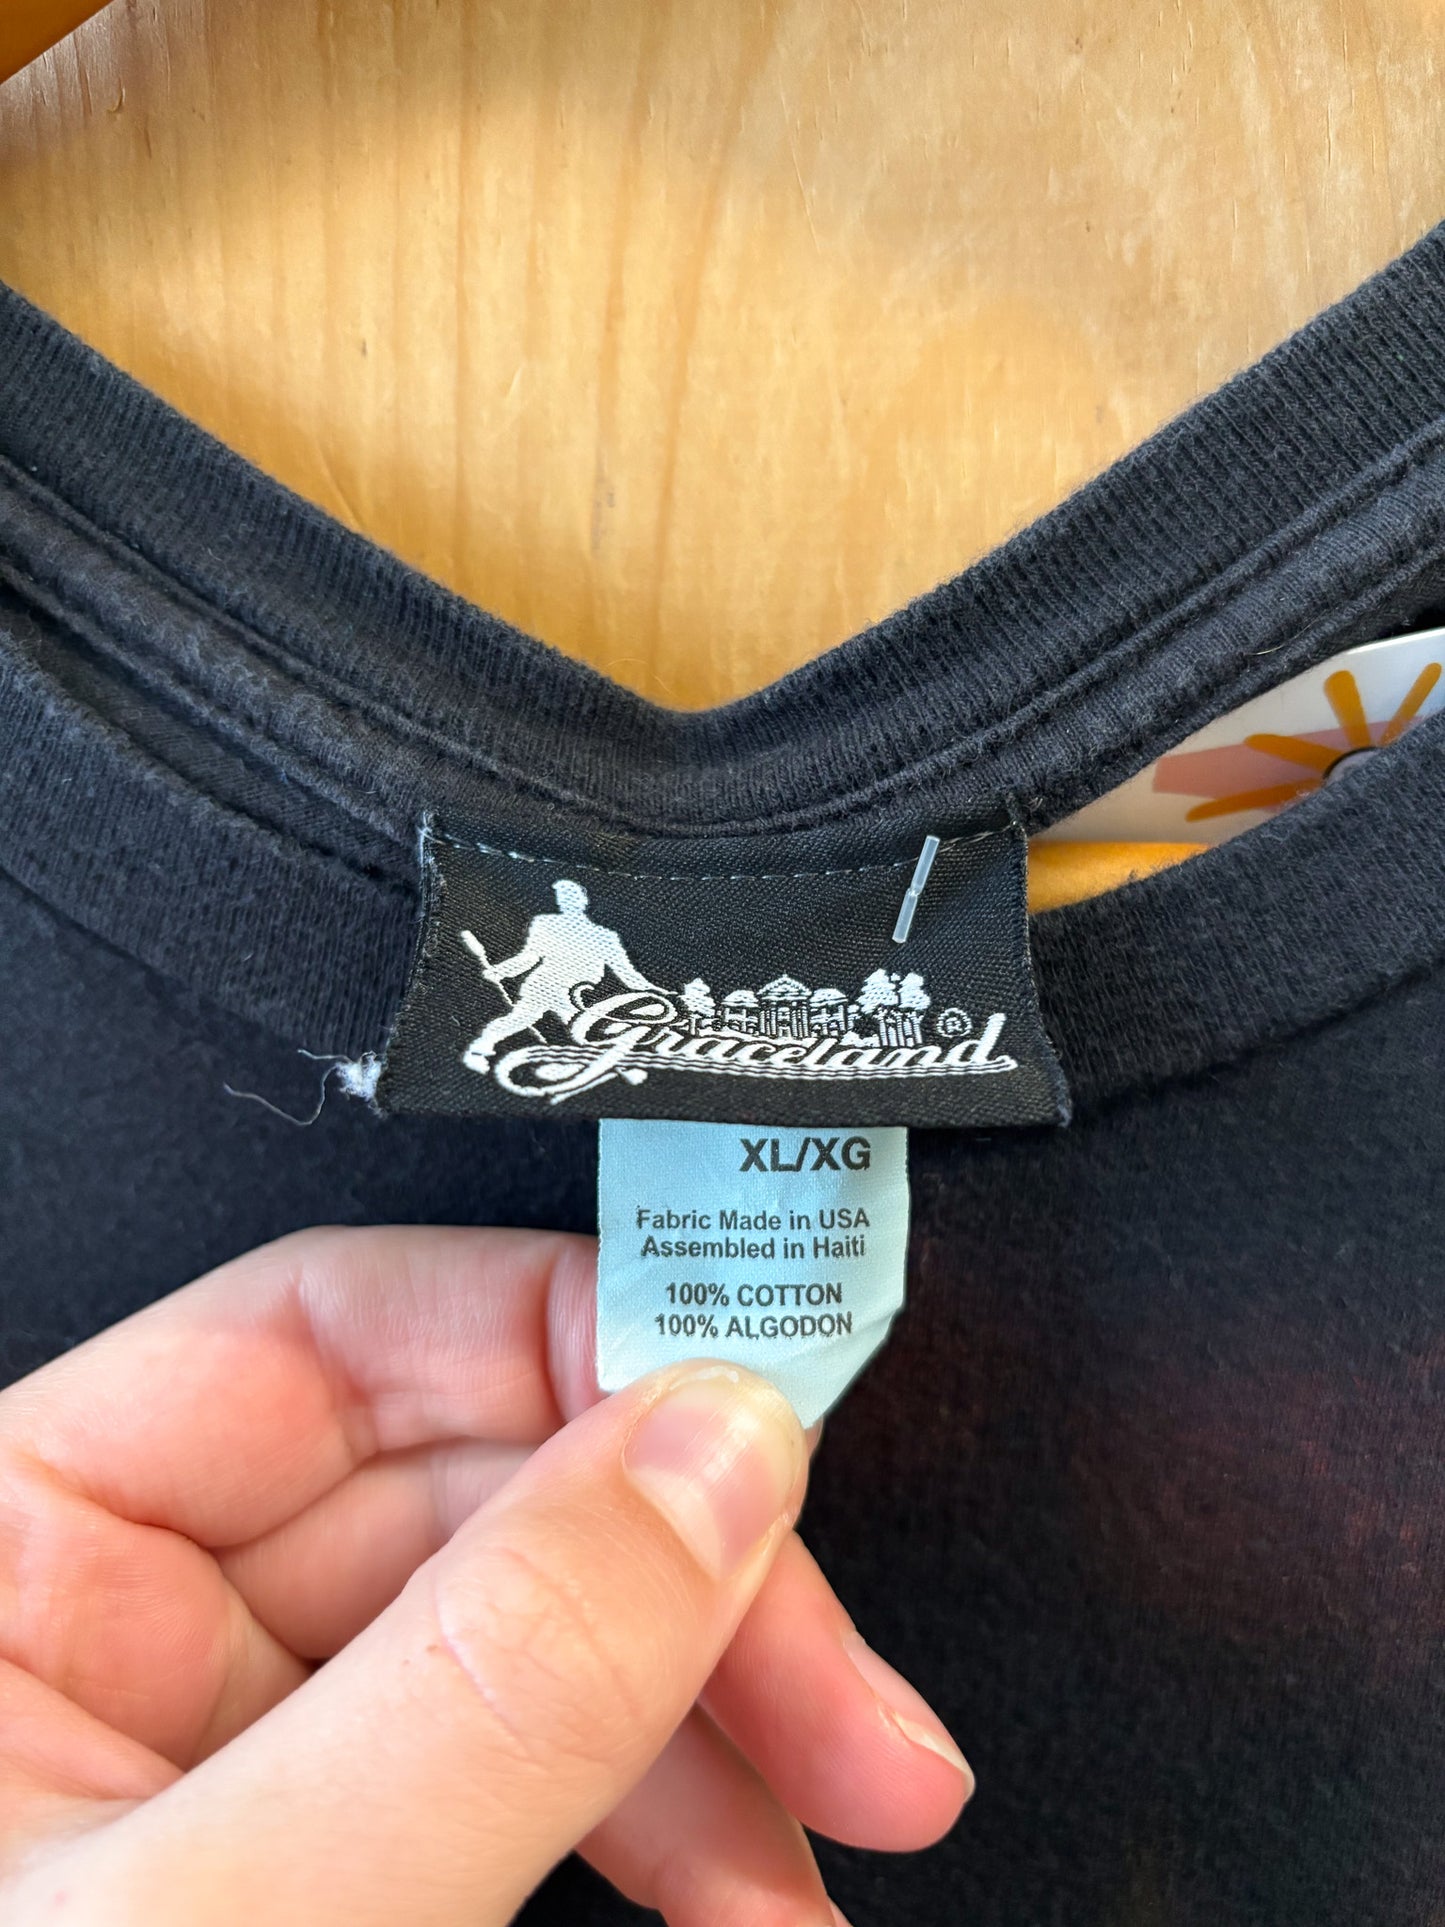 Graceland®
XL/XG
Fabric Made in USA
Assembled in Haiti
100% COTTON
100% ALGODON